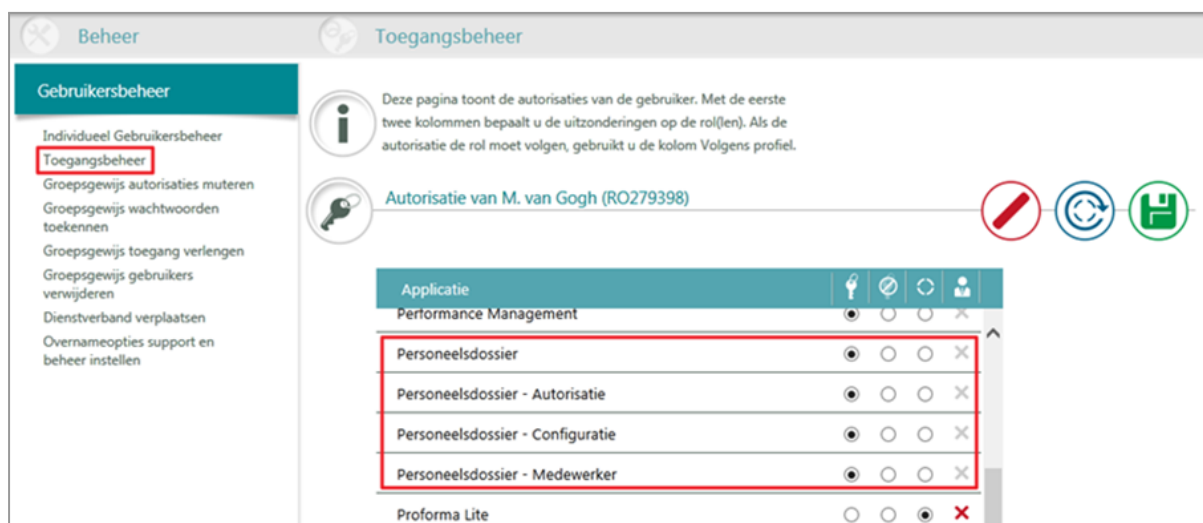 Beheer
Toegangsbeheer
Gebruikersbeheer
Individueel Gebruikersbeheer
Toegangsbeheer
Groepsgewijs autorisaties muteren
Groepsgewijs wachtwoorden
toekennen
Groepsgewijs toegang verlengen
Groepsgewijs gebruikers
verwijderen
Dienstverband verplaatsen
Overnameopties support en
beheer instellen
Deze pagina toont de autorisaties van de gebruiker. Met de eerste
twee kolommen bepaalt u de uitzonderingen op de rol(len). Als de
autorisatie de rol moet volgen, gebruikt u de kolom Volgens profiel.
Autorisatie van M. van Gogh (RO279398)
Applicatie
Performance Management
Personeelsdossier
Personeelsdossier - Autorisatie
Personeelsdossier - Configuratie
Personeelsdossier - Medewerker
Proforma Lite